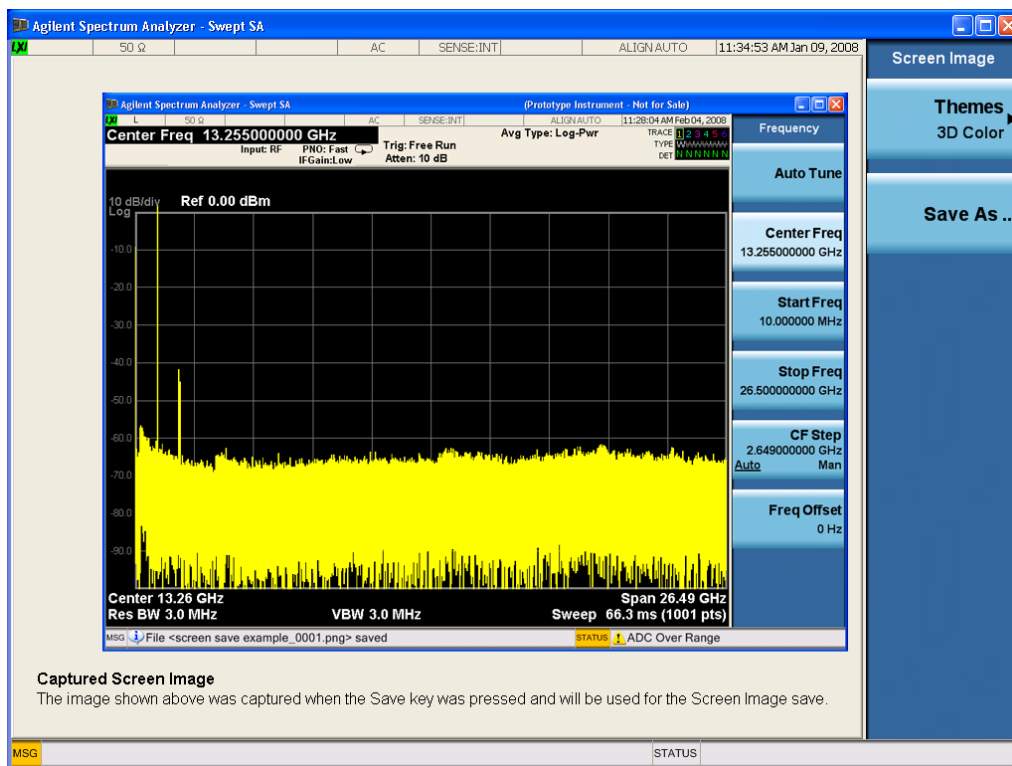 Agilent Spectrum Analyzer - Swept SA
LXI 50 Ω AC SENSE:INT ALIGN AUTO 11:34:53 AM Jan 09, 2008
Screen Image
Themes
3D Color
Save As ..
Agilent Spectrum Analyzer - Swept SA (Prototype Instrument - Not for Sale)
LXI L 50 Ω AC SENSE:INT ALIGNAUTO 11:28:04 AM Feb 04, 2008
Center Freq 13.255000000 GHz
Input: RF PNO: Fast
IFGain:Low
Trig: Free Run
Atten: 10 dB
Avg Type: Log-Pwr
TRACE 1 2 3 4 5 6
TYPE WWWWWW
DET N N N N N N
10 dB/div Ref 0.00 dBm
Log
-10.0
-20.0
-30.0
-40.0
-50.0
-60.0
-70.0
-80.0
-90.0
Center 13.26 GHz Span 26.49 GHz
Res BW 3.0 MHz VBW 3.0 MHz Sweep 66.3 ms (1001 pts)
Frequency
Auto Tune
Center Freq
13.255000000 GHz
Start Freq
10.000000 MHz
Stop Freq
26.500000000 GHz
CF Step
2.649000000 GHz
Auto Man
Freq Offset
0 Hz
MSG File <screen save example_0001.png> saved STATUS ADC Over Range
Captured Screen Image
The image shown above was captured when the Save key was pressed and will be used for the Screen Image save.
MSG STATUS